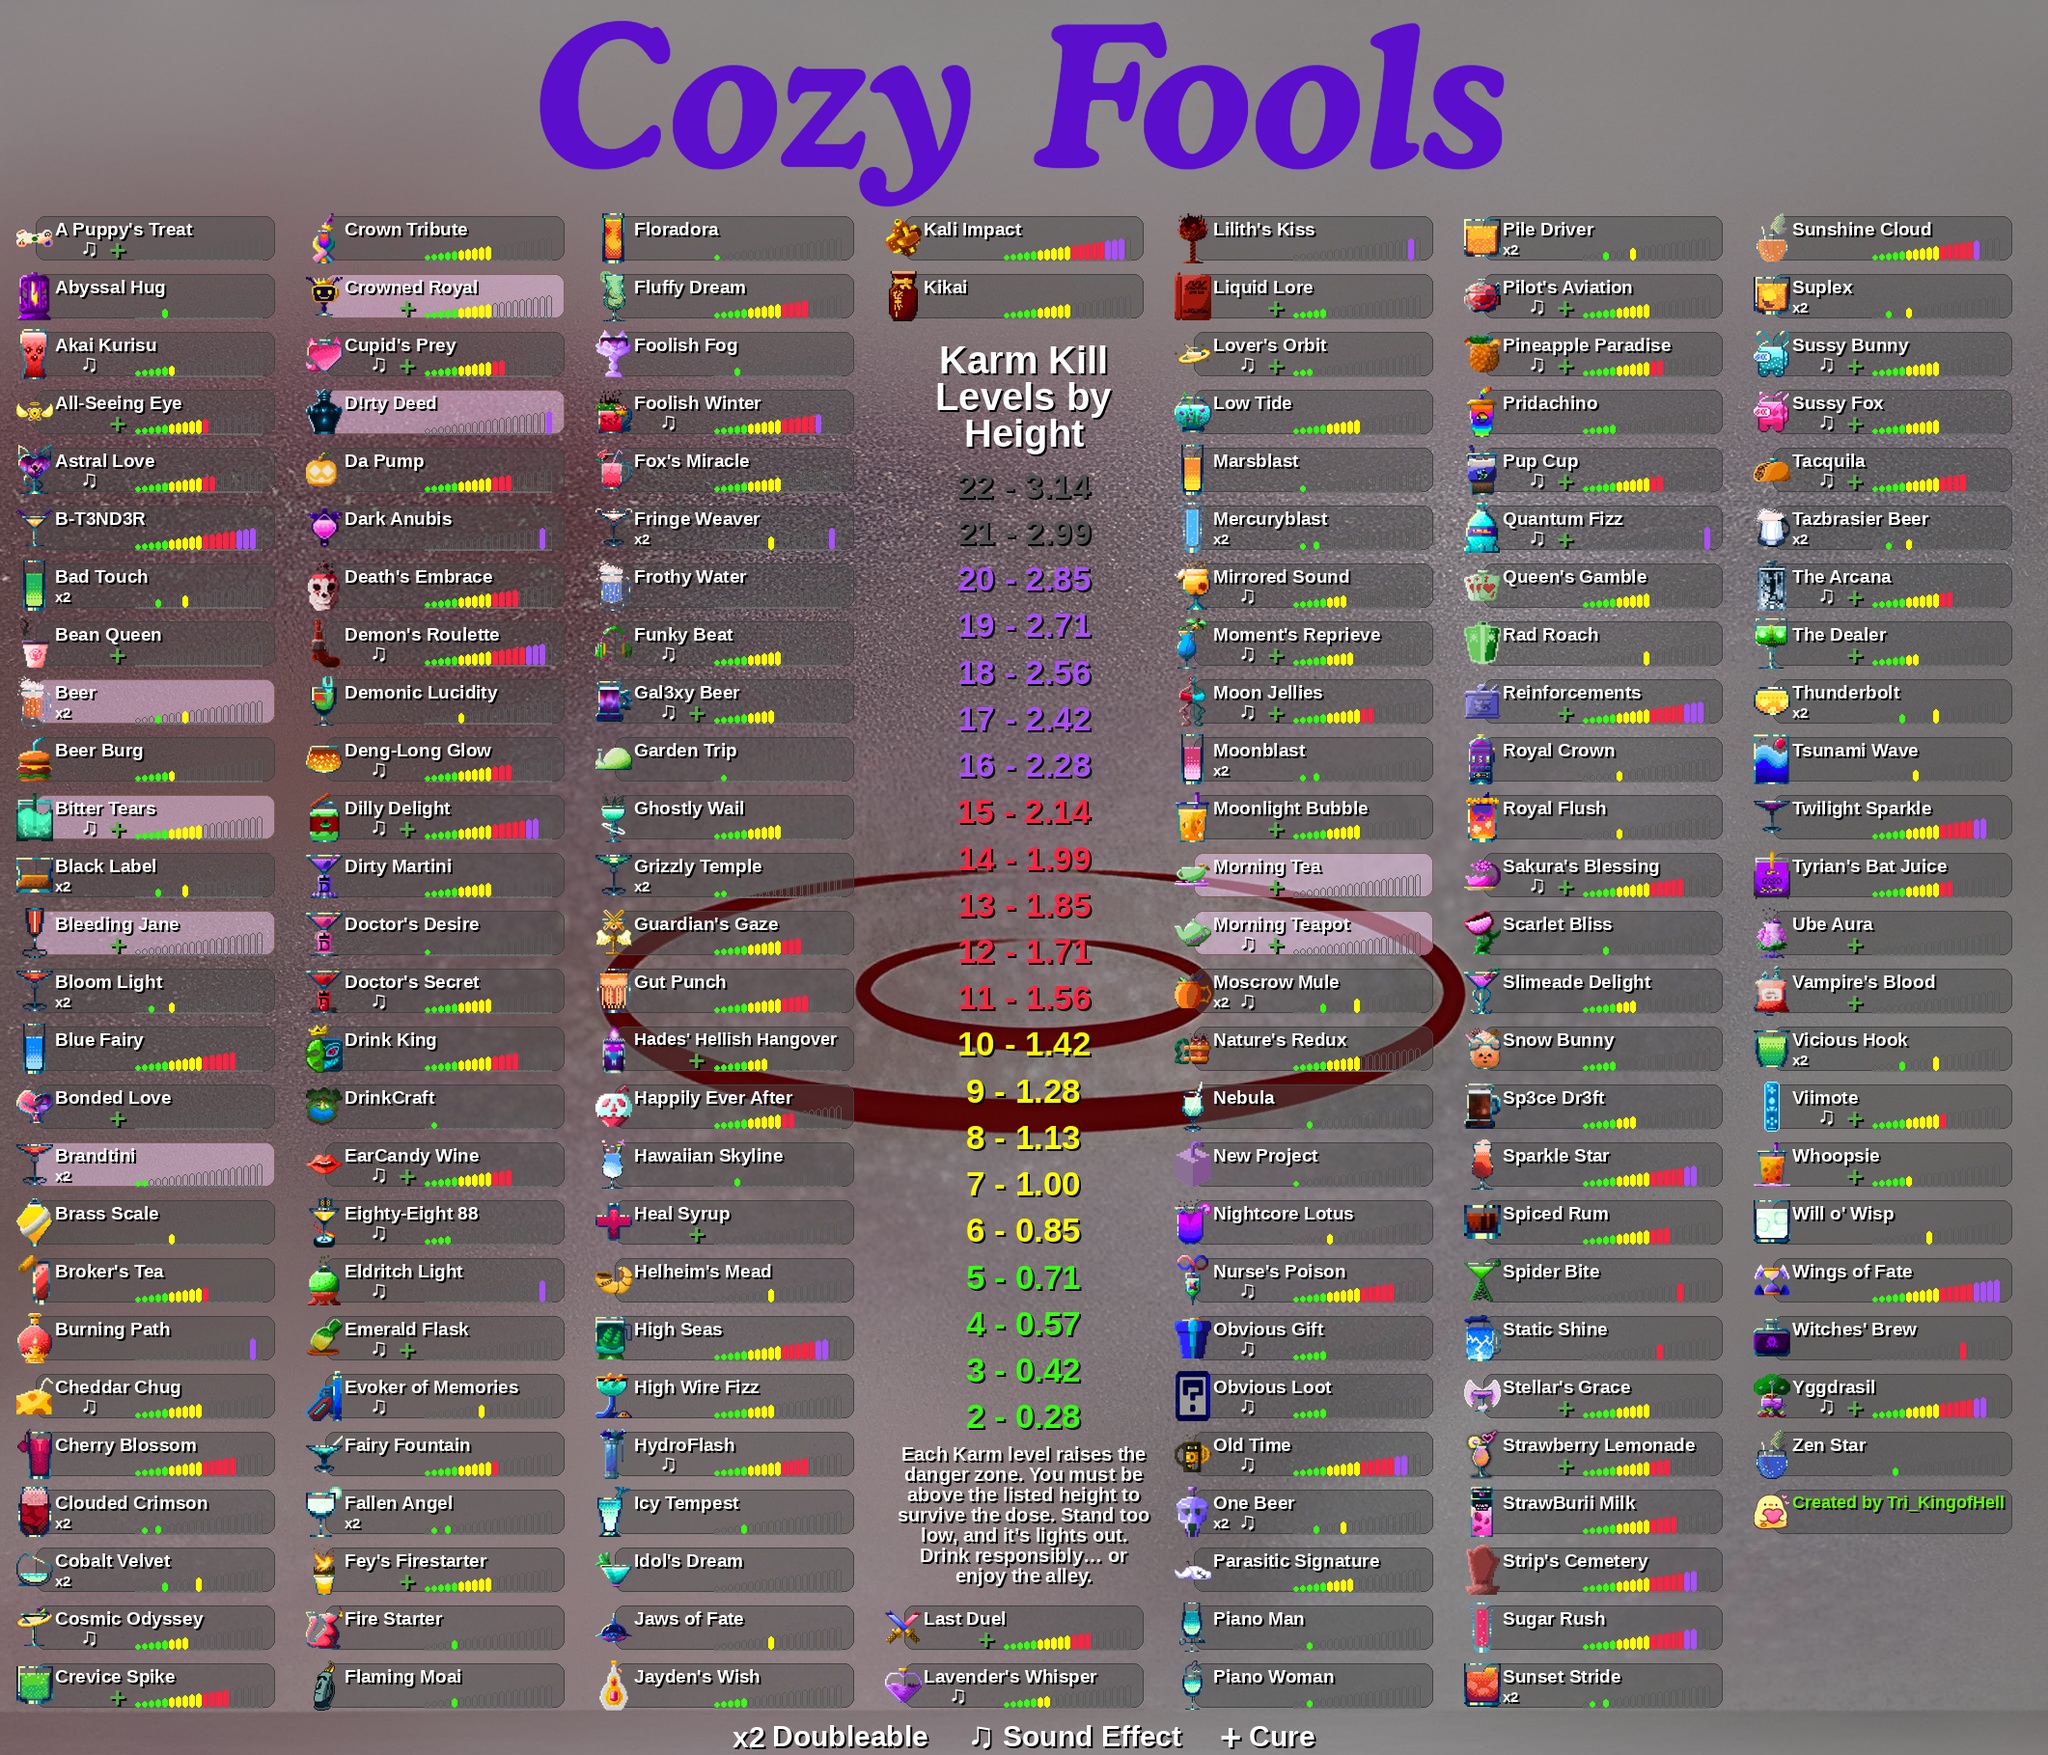 Cozy Fools
A Puppy's Treat
♫ +
Abyssal Hug
Akai Kurisu
♫
All-Seeing Eye
+
Astral Love
♫
B-T3ND3R
Bad Touch
x2
Bean Queen
+
Beer
x2
Beer Burg
Bitter Tears
♫ +
Black Label
x2
Bleeding Jane
+
Bloom Light
x2
Blue Fairy
Bonded Love
+
Brandtini
x2
Brass Scale
Broker's Tea
Burning Path
Cheddar Chug
♫
Cherry Blossom
Clouded Crimson
x2
Cobalt Velvet
x2
Cosmic Odyssey
♫
Crevice Spike
+
Crown Tribute
Crowned Royal
+
Cupid's Prey
♫ +
D!rty Deed
Da Pump
Dark Anubis
Death's Embrace
Demon's Roulette
♫
Demonic Lucidity
Deng-Long Glow
♫
Dilly Delight
♫ +
Dirty Martini
Doctor's Desire
Doctor's Secret
♫
Drink King
DrinkCraft
EarCandy Wine
♫ +
Eighty-Eight 88
♫
Eldritch Light
♫
Emerald Flask
♫ +
Evoker of Memories
♫
Fairy Fountain
Fallen Angel
x2
Fey's Firestarter
+
Fire Starter
Flaming Moai
Floradora
Fluffy Dream
Foolish Fog
Foolish Winter
♫
Fox's Miracle
Fringe Weaver
x2
Frothy Water
Funky Beat
♫
Gal3xy Beer
♫ +
Garden Trip
Ghostly Wail
Grizzly Temple
x2
Guardian's Gaze
Gut Punch
Hades' Hellish Hangover
+
Happily Ever After
Hawaiian Skyline
Heal Syrup
+
Helheim's Mead
High Seas
High Wire Fizz
HydroFlash
♫
Icy Tempest
Idol's Dream
Jaws of Fate
Jayden's Wish
Kali Impact
Kikai
Karm Kill
Levels by
Height
22 - 3.14
21 - 2.99
20 - 2.85
19 - 2.71
18 - 2.56
17 - 2.42
16 - 2.28
15 - 2.14
14 - 1.99
13 - 1.85
12 - 1.71
11 - 1.56
10 - 1.42
9 - 1.28
8 - 1.13
7 - 1.00
6 - 0.85
5 - 0.71
4 - 0.57
3 - 0.42
2 - 0.28
Each Karm level raises the
danger zone. You must be
above the listed height to
survive the dose. Stand too
low, and it's lights out.
Drink responsibly... or
enjoy the alley.
Last Duel
+
Lavender's Whisper
♫
Lilith's Kiss
Liquid Lore
+
Lover's Orbit
♫ +
Low Tide
Marsblast
Mercuryblast
x2
Mirrored Sound
♫
Moment's Reprieve
♫ +
Moon Jellies
♫ +
Moonblast
x2
Moonlight Bubble
+
Morning Tea
+
Morning Teapot
♫ +
Moscrow Mule
x2 ♫
Nature's Redux
Nebula
New Project
Nightcore Lotus
Nurse's Poison
♫
Obvious Gift
♫
Obvious Loot
♫
Old Time
♫
One Beer
x2 ♫
Parasitic Signature
Piano Man
Piano Woman
Pile Driver
x2
Pilot's Aviation
♫ +
Pineapple Paradise
♫ +
Pridachino
Pup Cup
♫ +
Quantum Fizz
♫ +
Queen's Gamble
Rad Roach
Reinforcements
+
Royal Crown
Royal Flush
Sakura's Blessing
♫ +
Scarlet Bliss
Slimeade Delight
Snow Bunny
Sp3ce Dr3ft
Sparkle Star
Spiced Rum
Spider Bite
Static Shine
Stellar's Grace
+
Strawberry Lemonade
+
StrawBurii Milk
Strip's Cemetery
Sugar Rush
Sunset Stride
x2
Sunshine Cloud
Suplex
x2
Sussy Bunny
♫ +
Sussy Fox
♫ +
Tacquila
♫ +
Tazbrasier Beer
x2
The Arcana
♫ +
The Dealer
+
Thunderbolt
x2
Tsunami Wave
Twilight Sparkle
Tyrian's Bat Juice
Ube Aura
+
Vampire's Blood
+
Vicious Hook
x2
Viimote
♫ +
Whoopsie
+
Will o' Wisp
Wings of Fate
Witches' Brew
Yggdrasil
♫ +
Zen Star
Created by Tri_KingofHell
x2 Doubleable ♫ Sound Effect + Cure